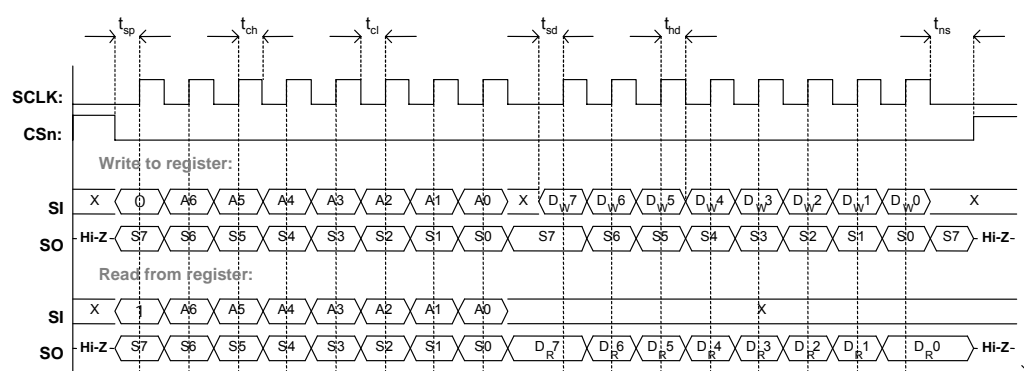 tsp tch tcl tsd thd tns
SCLK:
CSn:
Write to register:
SI X 0 A6 A5 A4 A3 A2 A1 A0 X DW7 DW6 DW5 DW4 DW3 DW2 DW1 DW0 X
SO Hi-Z S7 S6 S5 S4 S3 S2 S1 S0 S7 S6 S5 S4 S3 S2 S1 S0 S7 Hi-Z
Read from register:
SI X 1 A6 A5 A4 A3 A2 A1 A0 X
SO Hi-Z S7 S6 S5 S4 S3 S2 S1 S0 DR7 DR6 DR5 DR4 DR3 DR2 DR1 DR0 Hi-Z